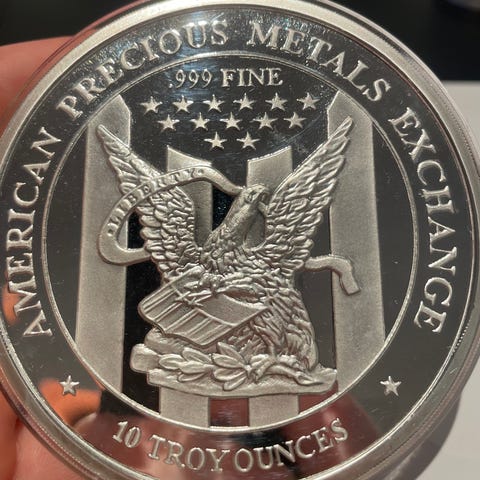 AMERICAN PRECIOUS METALS EXCHANGE
.999 FINE
LIBERTY
10 TROY OUNCES